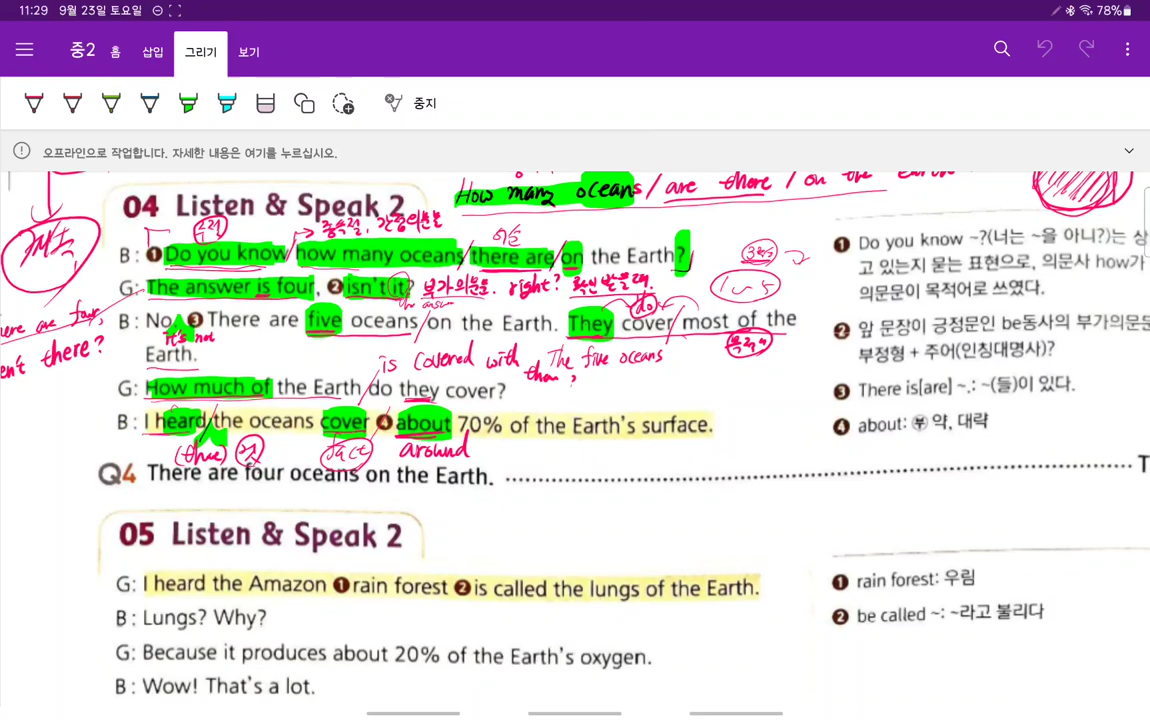 11:29 9월 23일 토요일 78%
중2 홈 삽입 그리기 보기
중지
오프라인으로 작업합니다. 자세한 내용은 여기를 누르십시오.
How many oceans / are there / on the
04 Listen & Speak 2
종속절, 간접의문문
B: ❶Do you know/how many oceans/there are/on the Earth?
G: The answer is four, ❷isn't it? 부가의문문. right?
B: No, ❸There are five oceans/on the Earth. They cover/most of the
it's not
do
Earth.
is covered with The five oceans
there?
G: How much of the Earth do they cover?
B: I heard/the oceans cover ❹about 70% of the Earth's surface.
(that) 것 fact around
Q4 There are four oceans on the Earth. T
❶ Do you know ~?(너는 ~을 아니?)는 상
고 있는지 묻는 표현으로, 의문사 how가
의문문이 목적어로 쓰였다.
❷ 앞 문장이 긍정문인 be동사의 부가의문문
부정형 + 주어(인칭대명사)?
❸ There is[are] ~.: ~(들)이 있다.
❹ about: 부 약, 대략
05 Listen & Speak 2
G: I heard the Amazon ❶rain forest ❷is called the lungs of the Earth.
B: Lungs? Why?
G: Because it produces about 20% of the Earth's oxygen.
B: Wow! That's a lot.
❶ rain forest: 우림
❷ be called ~: ~라고 불리다